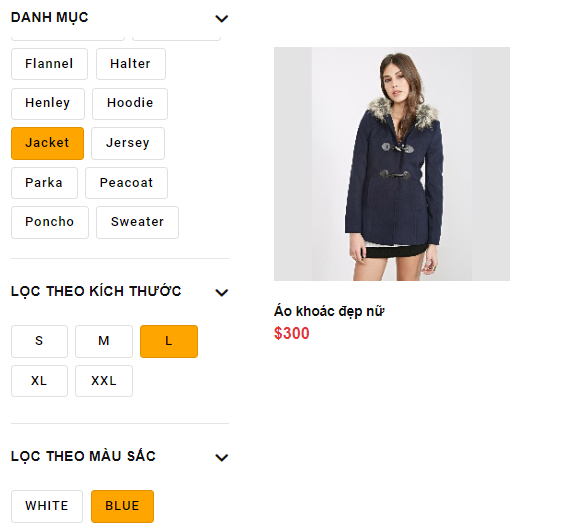 DANH MỤC
Flannel
Halter
Henley
Hoodie
Jacket
Jersey
Parka
Peacoat
Poncho
Sweater
LỌC THEO KÍCH THƯỚC
S
M
L
XL
XXL
LỌC THEO MÀU SẮC
WHITE
BLUE
Áo khoác đẹp nữ
$300